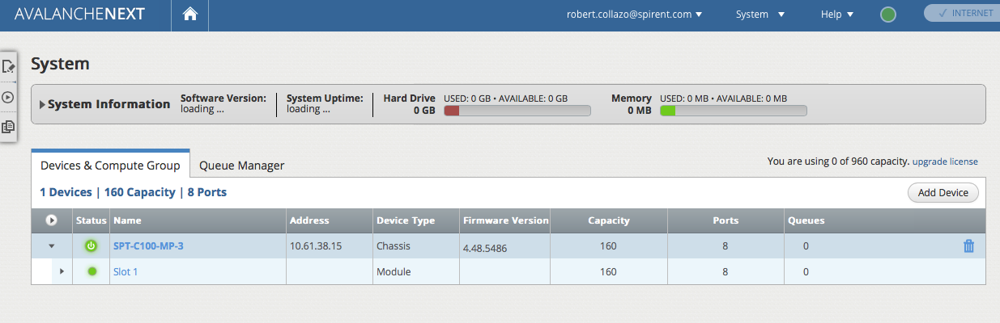 AVALANCHENEXT
robert.collazo@spirent.com
System
Help
INTERNET
System
System Information
Software Version:
loading ...
System Uptime:
loading ...
Hard Drive
0 GB
USED: 0 GB • AVAILABLE: 0 GB
Memory
0 MB
USED: 0 MB • AVAILABLE: 0 MB
Devices & Compute Group
Queue Manager
You are using 0 of 960 capacity. upgrade license
1 Devices | 160 Capacity | 8 Ports
Add Device
Status Name Address Device Type Firmware Version Capacity Ports Queues
SPT-C100-MP-3 10.61.38.15 Chassis 4.48.5486 160 8 0
Slot 1 Module 160 8 0